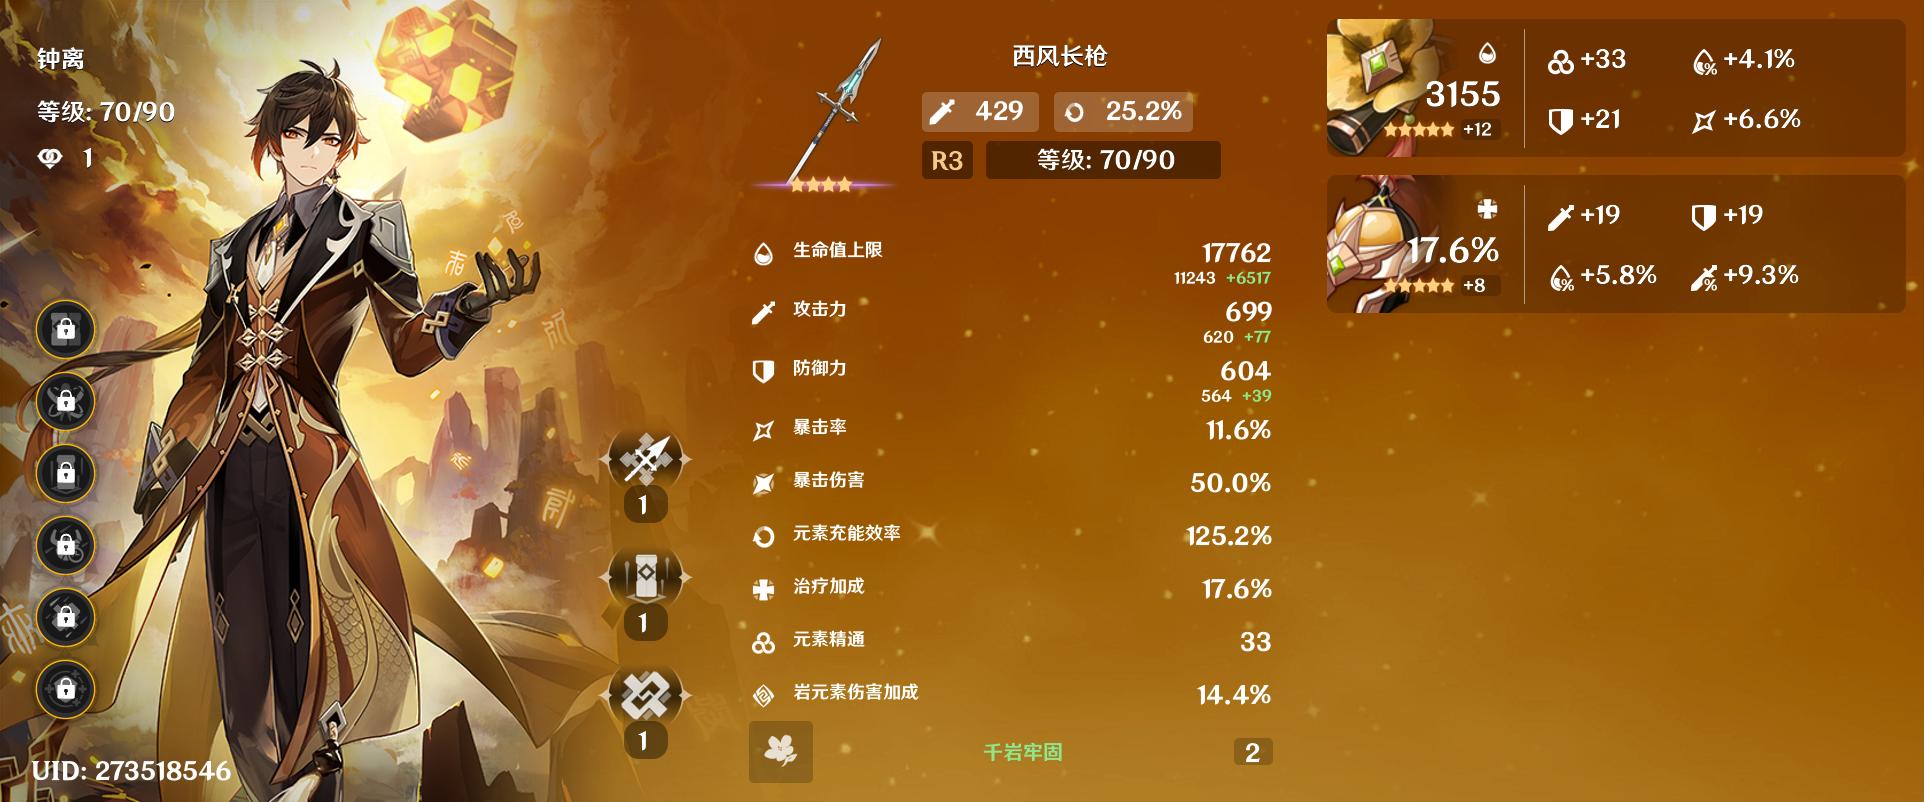 钟离
等级: 70/90
1
西风长枪
429
25.2%
R3
等级: 70/90
生命值上限
17762
11243 +6517
攻击力
699
620 +77
防御力
604
564 +39
暴击率
11.6%
暴击伤害
50.0%
元素充能效率
125.2%
治疗加成
17.6%
元素精通
33
岩元素伤害加成
14.4%
千岩牢固
2
1
1
1
3155
+12
+33
+4.1%
+21
+6.6%
17.6%
+8
+19
+19
+5.8%
+9.3%
UID: 273518546